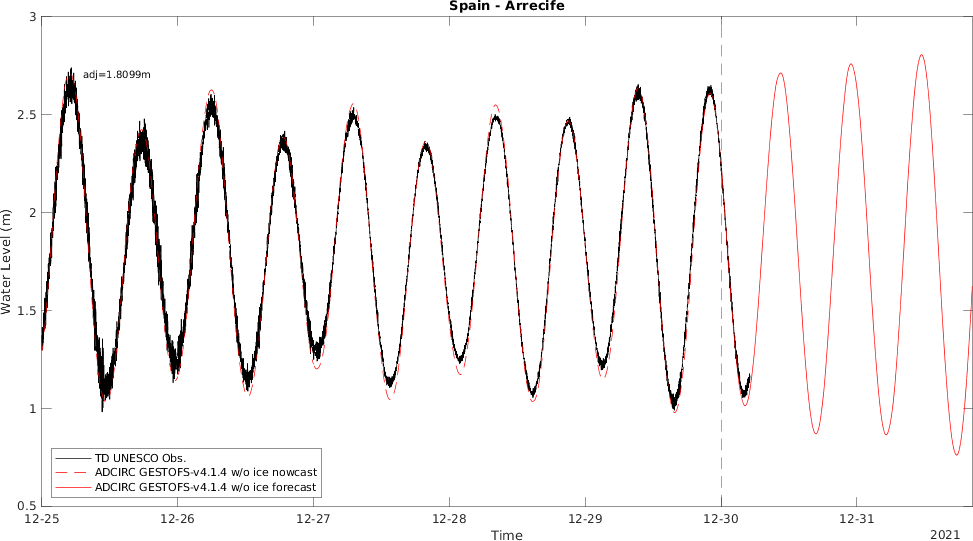 Spain - Arrecife
3
adj=1.8099m
2.5
2
Water Level (m)
1.5
1
TD UNESCO Obs.
ADCIRC GESTOFS-v4.1.4 w/o ice nowcast
ADCIRC GESTOFS-v4.1.4 w/o ice forecast
0.5
12-25 12-26 12-27 12-28 12-29 12-30 12-31
Time
2021